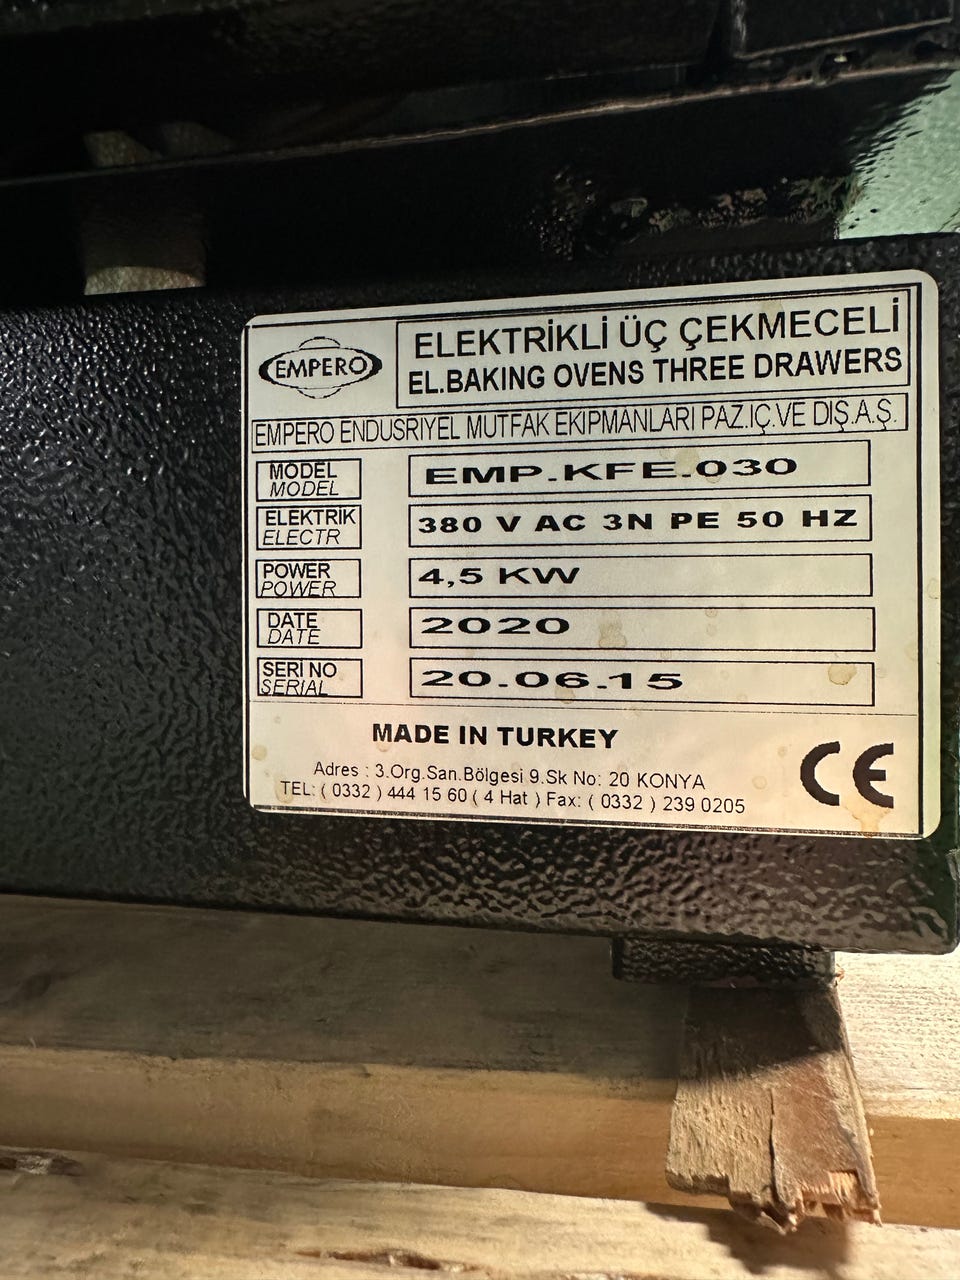 EMPERO
ELEKTRİKLİ ÜÇ ÇEKMECELİ
EL.BAKING OVENS THREE DRAWERS
EMPERO ENDUSRIYEL MUTFAK EKIPMANLARI PAZ.IÇ.VE DIŞ.A.Ş.
MODEL
MODEL
EMP.KFE.030
ELEKTRIK
ELECTR
380 V AC 3N PE 50 HZ
POWER
POWER
4,5 KW
DATE
DATE
2020
SERİ NO
SERIAL
20.06.15
MADE IN TURKEY
Adres : 3.Org.San.Bölgesi 9.Sk No: 20 KONYA
TEL: ( 0332 ) 444 15 60 ( 4 Hat ) Fax: ( 0332 ) 239 0205
CE